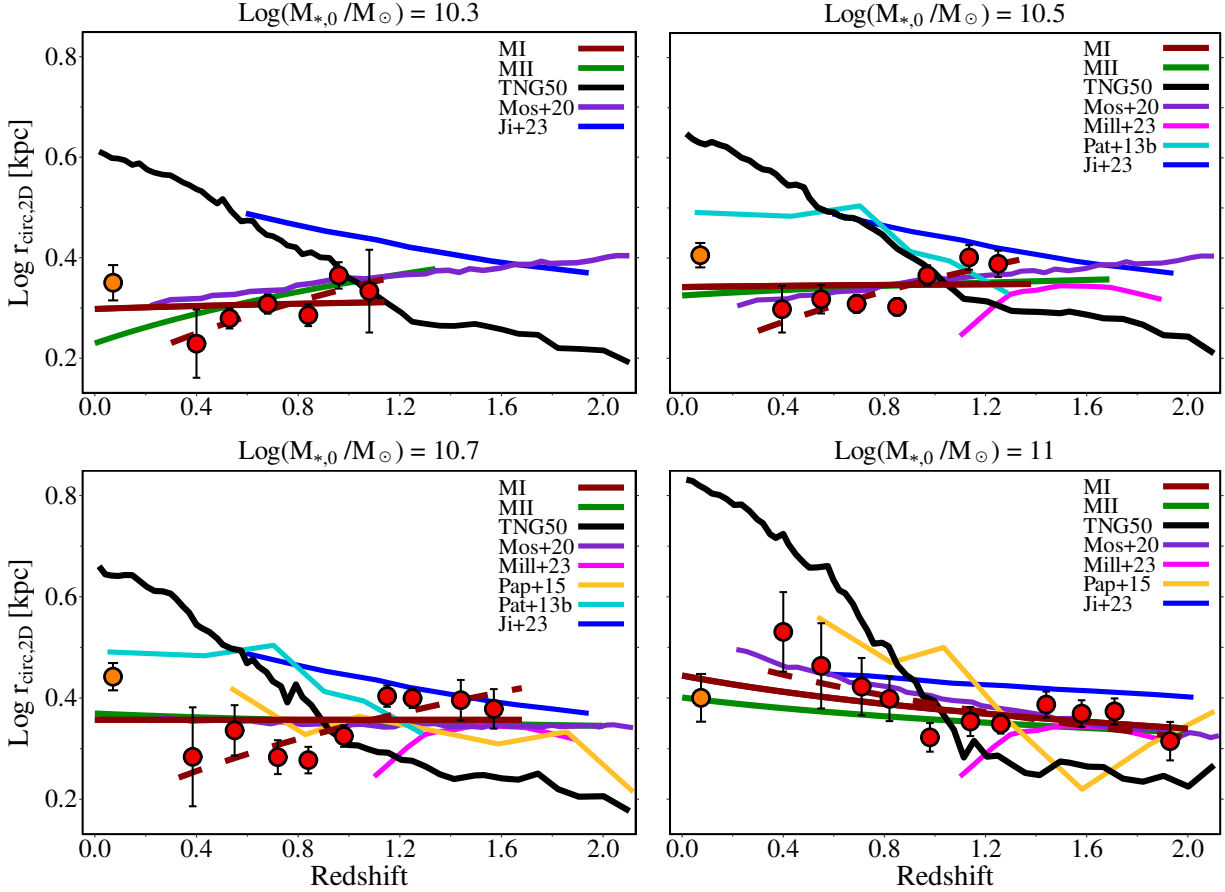 Log(M*,0 /M⊙) = 10.3
Log(M*,0 /M⊙) = 10.5
0.8
0.6
0.4
0.2
Log r circ,2D [kpc]
MI
MII
TNG50
Mos+20
Ji+23
0.0 0.4 0.8 1.2 1.6 2.0
MI
MII
TNG50
Mos+20
Mill+23
Pat+13b
Ji+23
0.0 0.4 0.8 1.2 1.6 2.0
Log(M*,0 /M⊙) = 10.7
Log(M*,0 /M⊙) = 11
0.8
0.6
0.4
0.2
Log r circ,2D [kpc]
MI
MII
TNG50
Mos+20
Mill+23
Pap+15
Pat+13b
Ji+23
0.0 0.4 0.8 1.2 1.6 2.0
Redshift
MI
MII
TNG50
Mos+20
Mill+23
Pap+15
Ji+23
0.0 0.4 0.8 1.2 1.6 2.0
Redshift